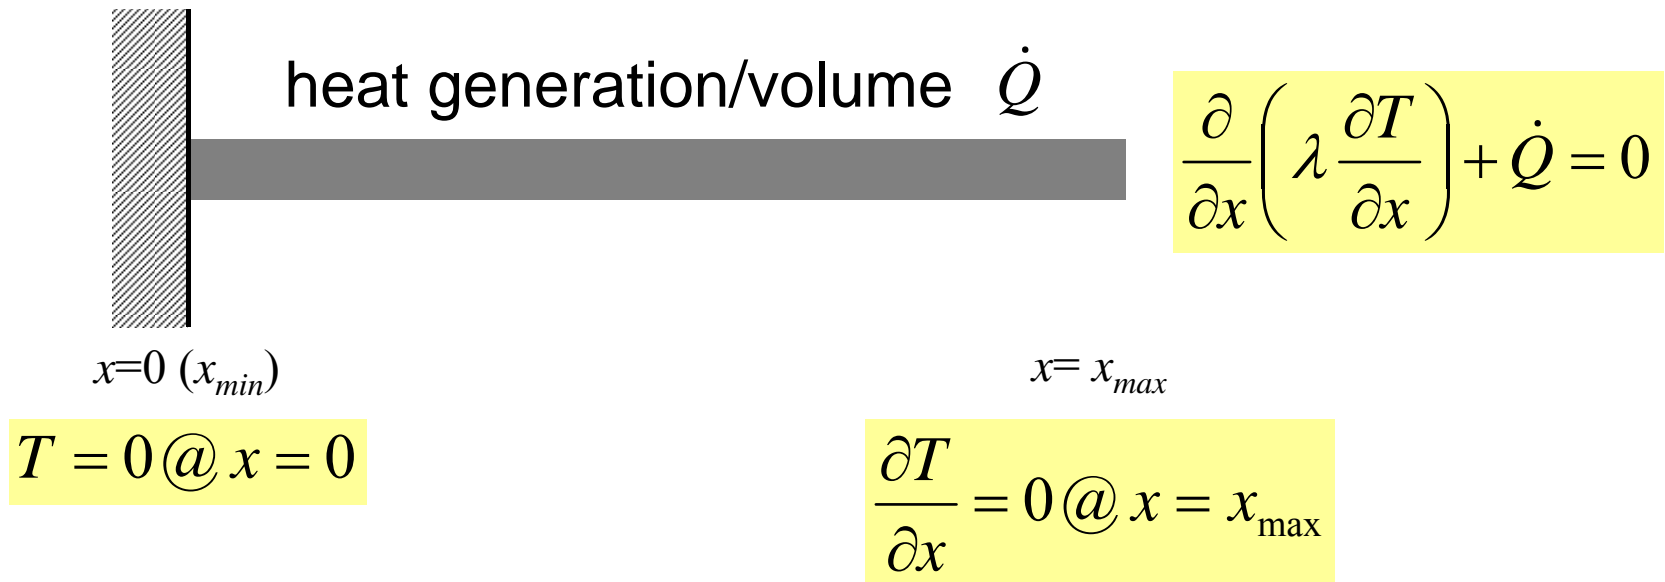 heat generation/volume Q̇
∂/∂x(λ ∂T/∂x) + Q̇ = 0
x=0 (x_min)
x= x_max
T = 0 @ x = 0
∂T/∂x = 0 @ x = x_max